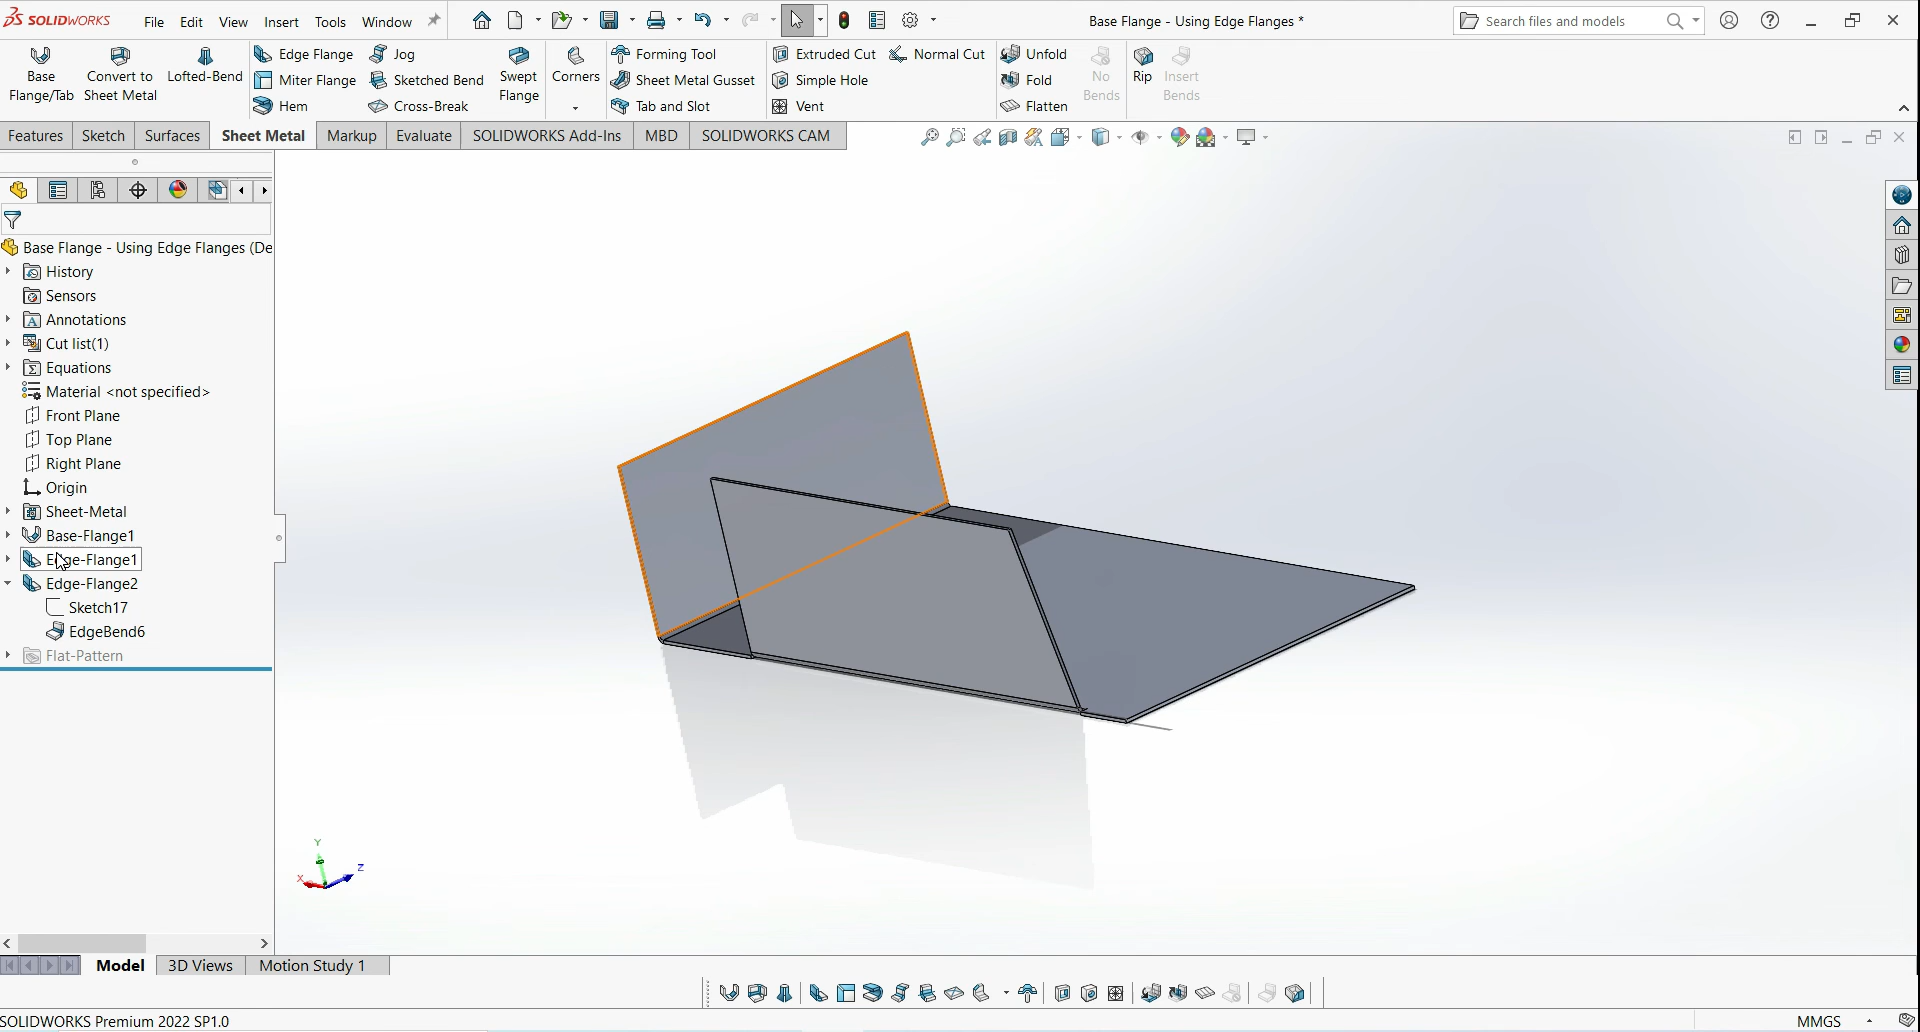 SOLIDWORKS File Edit View Insert Tools Window Base Flange - Using Edge Flanges * Search files and models
Base Flange/Tab
Convert to Sheet Metal
Lofted-Bend
Edge Flange
Miter Flange
Hem
Jog
Sketched Bend
Cross-Break
Swept Flange
Corners
Forming Tool
Sheet Metal Gusset
Tab and Slot
Extruded Cut
Simple Hole
Vent
Normal Cut
Unfold
Fold
Flatten
No Bends
Rip
Insert Bends
Features Sketch Surfaces Sheet Metal Markup Evaluate SOLIDWORKS Add-Ins MBD SOLIDWORKS CAM
Base Flange - Using Edge Flanges (De
History
Sensors
Annotations
Cut list(1)
Equations
Material <not specified>
Front Plane
Top Plane
Right Plane
Origin
Sheet-Metal
Base-Flange1
Edge-Flange1
Edge-Flange2
Sketch17
EdgeBend6
Flat-Pattern
Y
X
Z
Model 3D Views Motion Study 1
SOLIDWORKS Premium 2022 SP1.0 MMGS